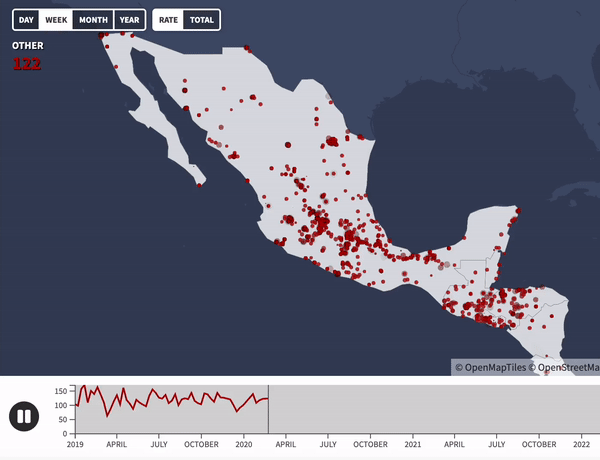 DAY WEEK MONTH YEAR RATE TOTAL
OTHER
122
© OpenMapTiles © OpenStreetMa
150
100
50
0
2019 APRIL JULY OCTOBER 2020 APRIL JULY OCTOBER 2021 APRIL JULY OCTOBER 2022